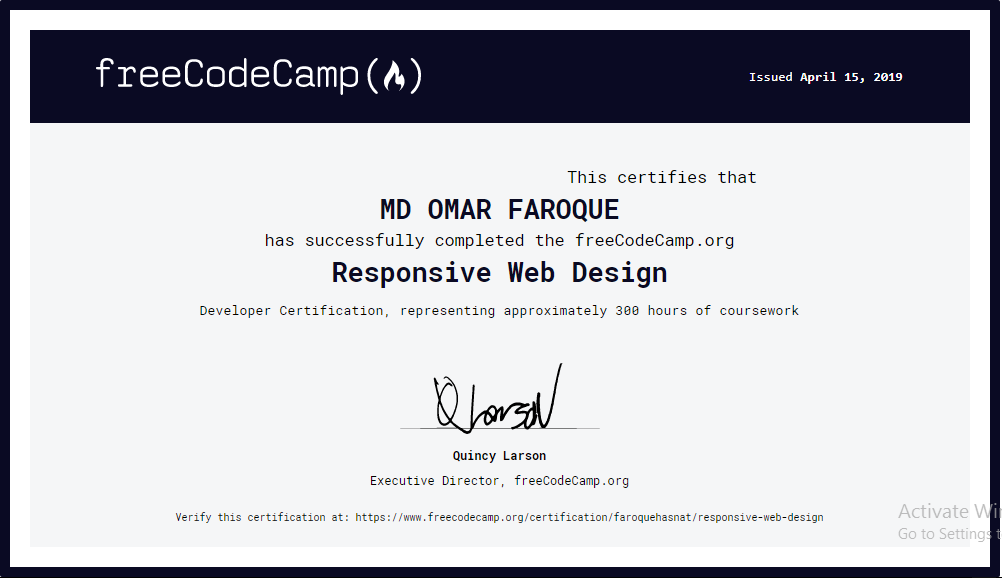 freeCodeCamp
Issued April 15, 2019
This certifies that
MD OMAR FAROQUE
has successfully completed the freeCodeCamp.org
Responsive Web Design
Developer Certification, representing approximately 300 hours of coursework
Q Larson
Quincy Larson
Executive Director, freeCodeCamp.org
Verify this certification at: https://www.freecodecamp.org/certification/faroquehasnat/responsive-web-design
Activate
Go to Settings